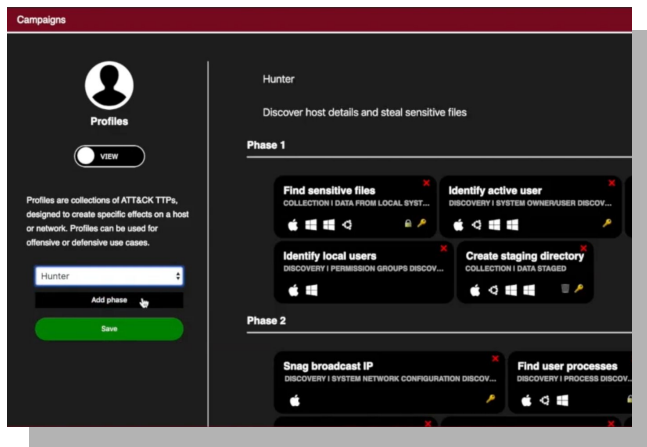 Campaigns
Profiles
VIEW
Profiles are collections of ATT&CK TTPs,
designed to create specific effects on a host
or network. Profiles can be used for
offensive or defensive use cases.
Hunter
Add phase
Save
Hunter
Discover host details and steal sensitive files
Phase 1
Find sensitive files
COLLECTION | DATA FROM LOCAL SYST...
Identify active user
DISCOVERY | SYSTEM OWNER/USER DISCOV...
Identify local users
DISCOVERY | PERMISSION GROUPS DISCOV...
Create staging directory
COLLECTION | DATA STAGED
Phase 2
Snag broadcast IP
DISCOVERY | SYSTEM NETWORK CONFIGURATION DISCOV...
Find user processes
DISCOVERY | PROCESS DISCOV...